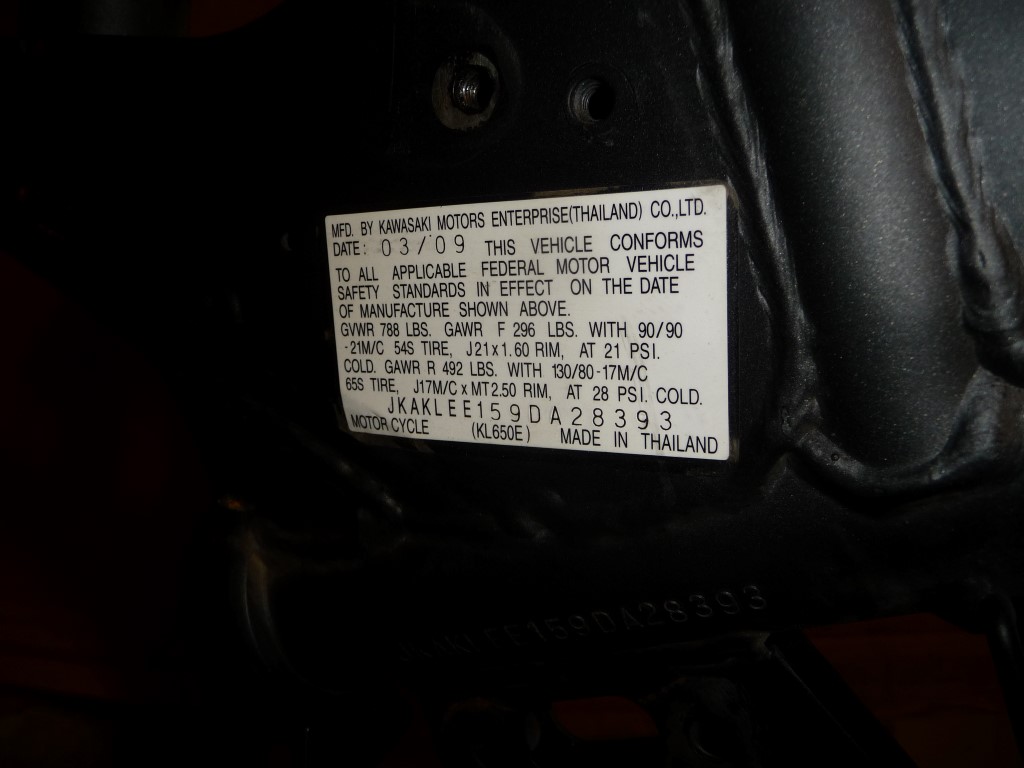 MFD. BY KAWASAKI MOTORS ENTERPRISE(THAILAND) CO.,LTD.
DATE: 03/09 THIS VEHICLE CONFORMS
TO ALL APPLICABLE FEDERAL MOTOR VEHICLE
SAFETY STANDARDS IN EFFECT ON THE DATE
OF MANUFACTURE SHOWN ABOVE.
GVWR 788 LBS. GAWR F 296 LBS. WITH 90/90
-21M/C 54S TIRE, J21x1.60 RIM, AT 21 PSI.
COLD. GAWR R 492 LBS. WITH 130/80-17M/C
65S TIRE, J17M/C x MT2.50 RIM, AT 28 PSI. COLD.
JKAKLEE159DA28393
MOTORCYCLE (KL650E) MADE IN THAILAND
JKAKLEE159DA28393